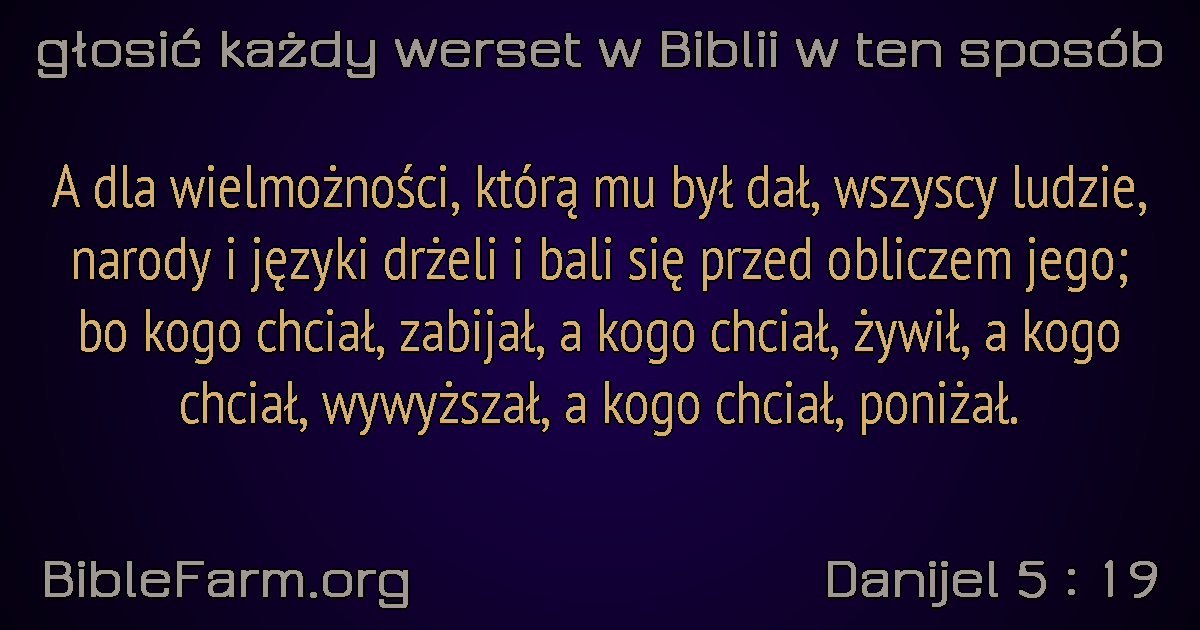 głosić każdy werset w Biblii w ten sposób
A dla wielmożności, którą mu był dał, wszyscy ludzie,
narody i języki drżeli i bali się przed obliczem jego;
bo kogo chciał, zabijał, a kogo chciał, żywił, a kogo
chciał, wywyższał, a kogo chciał, poniżał.
BibleFarm.org
Danijel 5 : 19